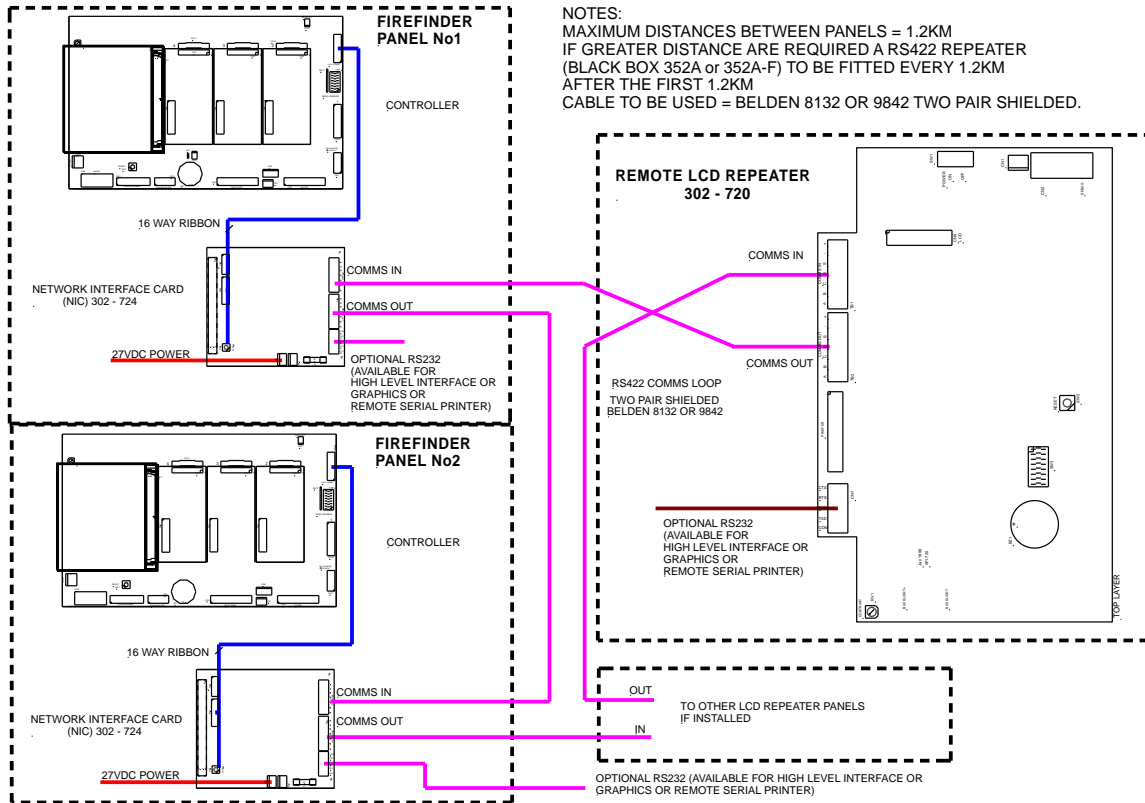 FIREFINDER
PANEL No1
CONTROLLER
16 WAY RIBBON
NETWORK INTERFACE CARD
(NIC) 302 - 724
27VDC POWER
COMMS IN
COMMS OUT
OPTIONAL RS232
(AVAILABLE FOR
HIGH LEVEL INTERFACE OR
GRAPHICS OR
REMOTE SERIAL PRINTER)
NOTES:
MAXIMUM DISTANCES BETWEEN PANELS = 1.2KM
IF GREATER DISTANCE ARE REQUIRED A RS422 REPEATER
(BLACK BOX 352A or 352A-F) TO BE FITTED EVERY 1.2KM
AFTER THE FIRST 1.2KM
CABLE TO BE USED = BELDEN 8132 OR 9842 TWO PAIR SHIELDED.
REMOTE LCD REPEATER
302 - 720
COMMS IN
COMMS OUT
RS422 COMMS LOOP
TWO PAIR SHIELDED
BELDEN 8132 OR 9842
OPTIONAL RS232
(AVAILABLE FOR
HIGH LEVEL INTERFACE OR
GRAPHICS OR
REMOTE SERIAL PRINTER)
POWER
ON
OFF
RESET
TOP LAYER
FIREFINDER
PANEL No2
CONTROLLER
16 WAY RIBBON
NETWORK INTERFACE CARD
(NIC) 302 - 724
27VDC POWER
COMMS IN
COMMS OUT
OUT
IN
TO OTHER LCD REPEATER PANELS
IF INSTALLED
OPTIONAL RS232 (AVAILABLE FOR HIGH LEVEL INTERFACE OR
GRAPHICS OR REMOTE SERIAL PRINTER)